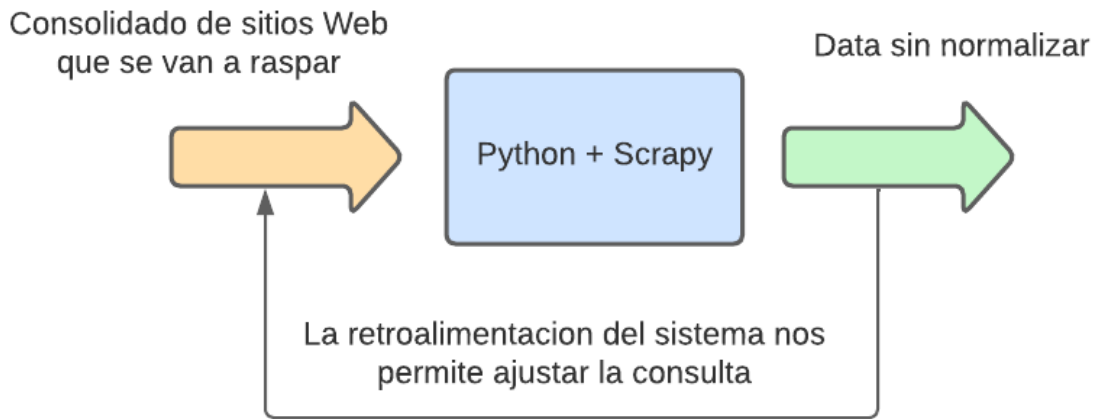 Consolidado de sitios Web
que se van a raspar
Data sin normalizar
Python + Scrapy
La retroalimentacion del sistema nos
permite ajustar la consulta